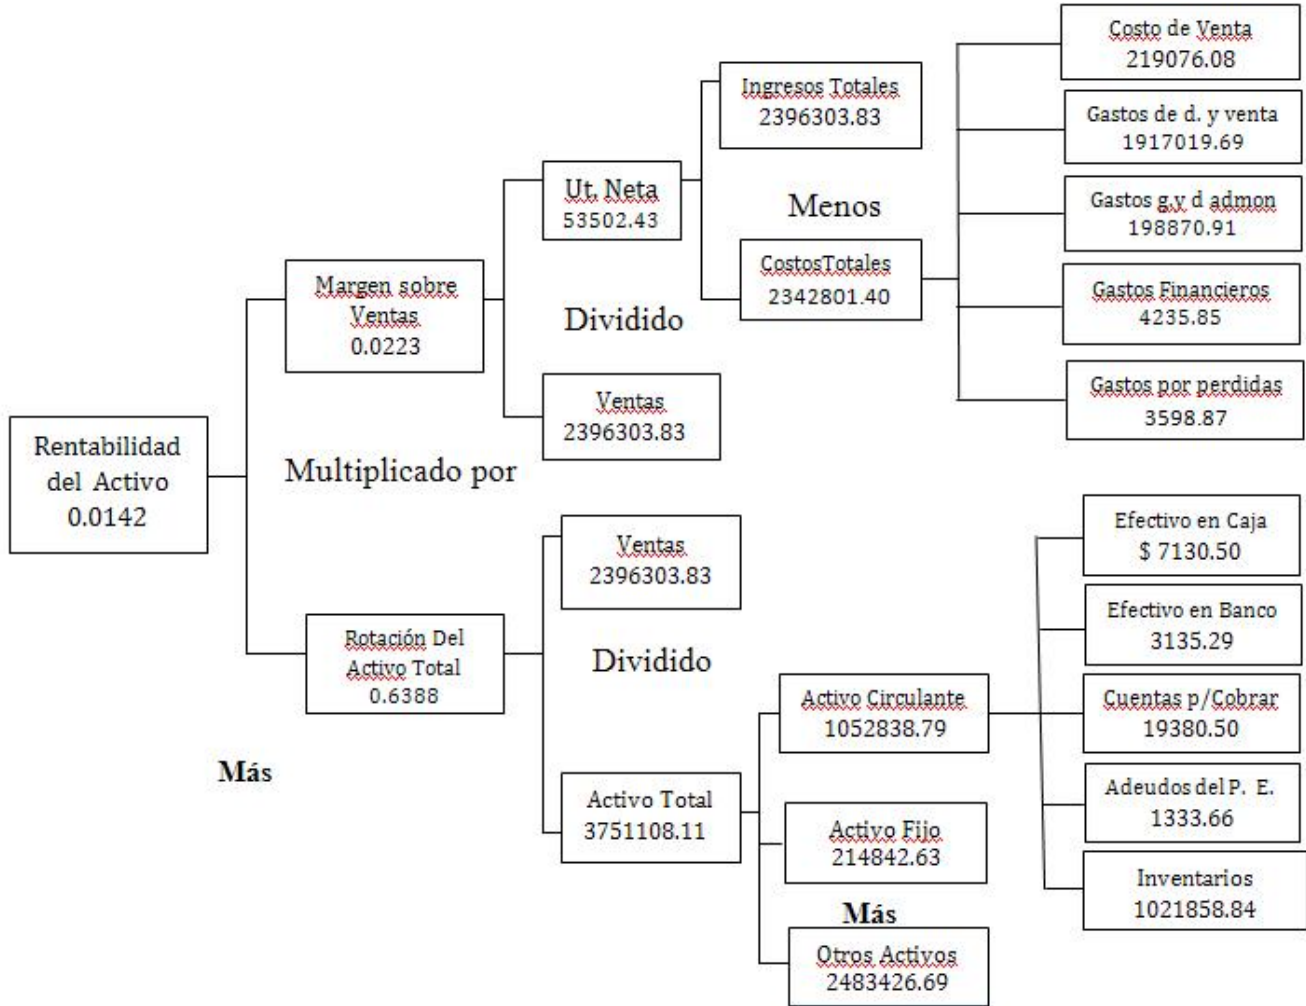 Costo de Venta
219076.08
Ingresos Totales
2396303.83
Gastos de d. y venta
1917019.69
Ut. Neta
53502.43
Menos
Gastos g.y d admon
198870.91
CostosTotales
2342801.40
Margen sobre
Ventas
0.0223
Dividido
Gastos Financieros
4235.85
Ventas
2396303.83
Gastos por perdidas
3598.87
Rentabilidad
del Activo
0.0142
Multiplicado por
Ventas
2396303.83
Efectivo en Caja
$ 7130.50
Rotación Del
Activo Total
0.6388
Dividido
Efectivo en Banco
3135.29
Activo Circulante
1052838.79
Cuentas p/Cobrar
19380.50
Más
Activo Total
3751108.11
Adeudos del P. E.
1333.66
Activo Fijo
214842.63
Inventarios
1021858.84
Más
Otros Activos
2483426.69